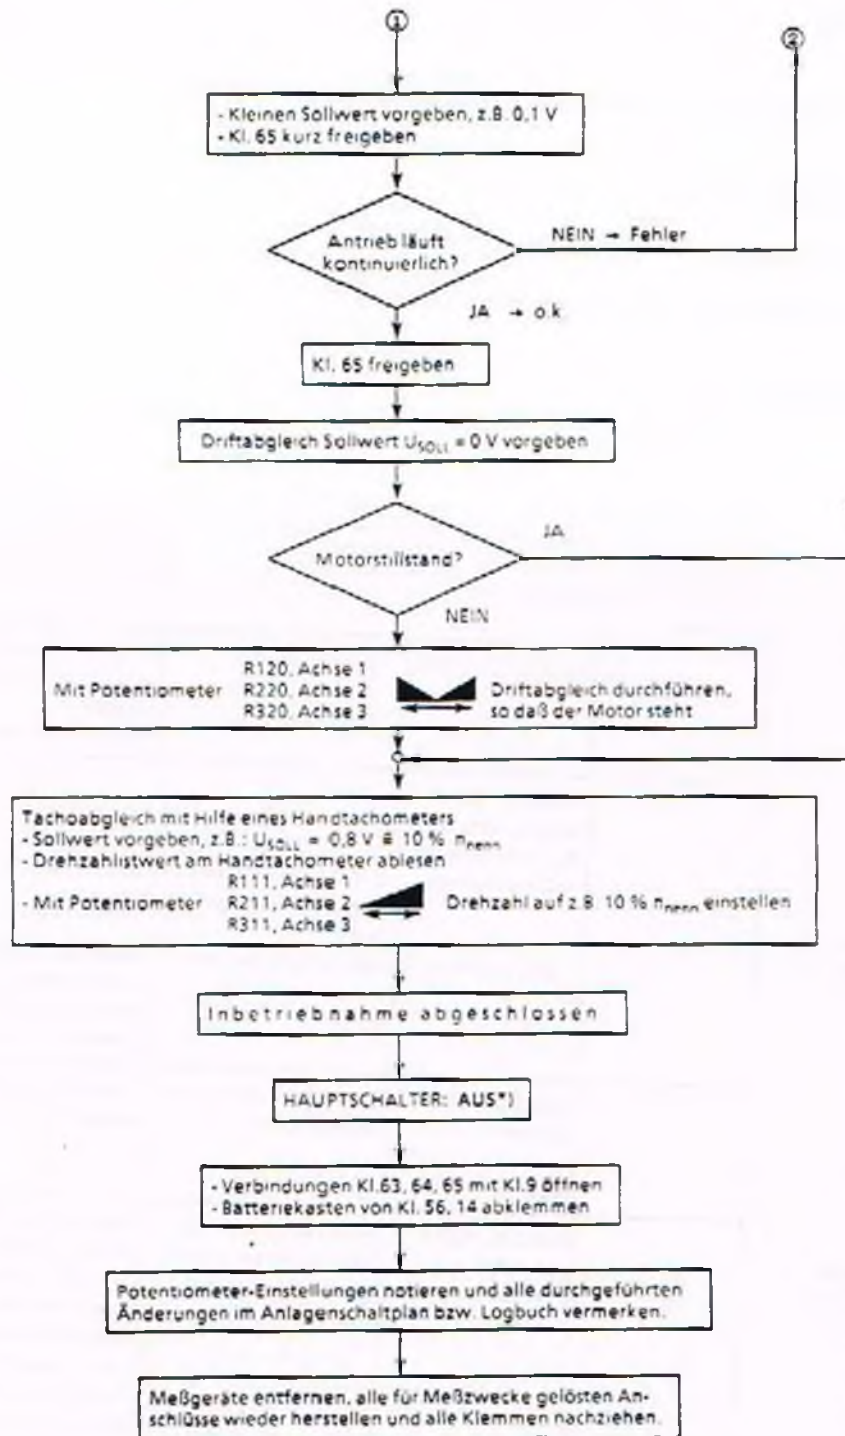 ①
②
- Kleinen Sollwert vorgeben, z.B. 0,1 V
- Kl. 65 kurz freigeben
Antrieb läuft
kontinuierlich?
NEIN → Fehler
JA → o.k.
Kl. 65 freigeben
Driftabgleich Sollwert U_SOLL = 0 V vorgeben
Motorstillstand?
JA
NEIN
R120, Achse 1
Mit Potentiometer R220, Achse 2 Driftabgleich durchführen,
R320, Achse 3 so daß der Motor steht
Tachoabgleich mit Hilfe eines Handtachometers
- Sollwert vorgeben, z.B.: U_SOLL = 0,8 V ≙ 10 % n_nenn
- Drehzahlistwert am Handtachometer ablesen
R111, Achse 1
- Mit Potentiometer R211, Achse 2 Drehzahl auf z.B. 10 % n_nenn einstellen
R311, Achse 3
Inbetriebnahme abgeschlossen
HAUPTSCHALTER: AUS*)
- Verbindungen Kl.63, 64, 65 mit Kl.9 öffnen
- Batteriekasten von Kl. 56, 14 abklemmen
Potentiometer-Einstellungen notieren und alle durchgeführten
Änderungen im Anlagenschaltplan bzw. Logbuch vermerken.
Meßgeräte entfernen, alle für Meßzwecke gelösten An-
schlüsse wieder herstellen und alle Klemmen nachziehen.